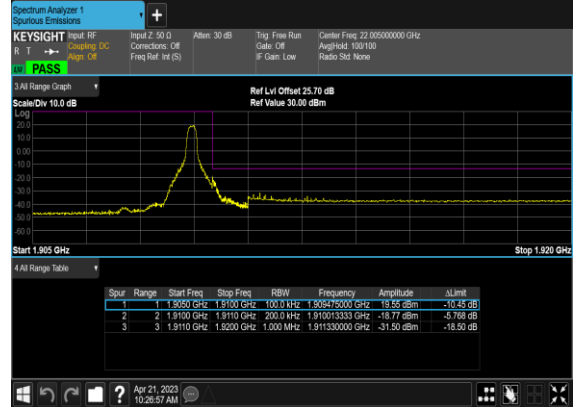 Spectrum Analyzer 1
Spurious Emissions
+
KEYSIGHT Input: RF
R T Coupling: DC
Align: Off
Input Z: 50 Ω
Corrections: Off
Freq Ref: Int (S)
Atten: 30 dB
Trig: Free Run
Gate: Off
IF Gain: Low
Center Freq: 22.005000000 GHz
Avg|Hold: 100/100
Radio Std: None
PASS
3 All Range Graph
Scale/Div 10.0 dB
Ref Lvl Offset 25.70 dB
Ref Value 30.00 dBm
Log
20.0
10.0
0.00
-10.0
-20.0
-30.0
-40.0
-50.0
-60.0
Start 1.905 GHz
Stop 1.920 GHz
4 All Range Table
Spur Range Start Freq Stop Freq RBW Frequency Amplitude ΔLimit
1 1 1.9050 GHz 1.9100 GHz 100.0 kHz 1.909475000 GHz 19.55 dBm -10.45 dB
2 2 1.9100 GHz 1.9110 GHz 200.0 kHz 1.910013333 GHz -18.77 dBm -5.768 dB
3 3 1.9110 GHz 1.9200 GHz 1.000 MHz 1.911330000 GHz -31.50 dBm -18.50 dB
?
Apr 21, 2023
10:26:57 AM